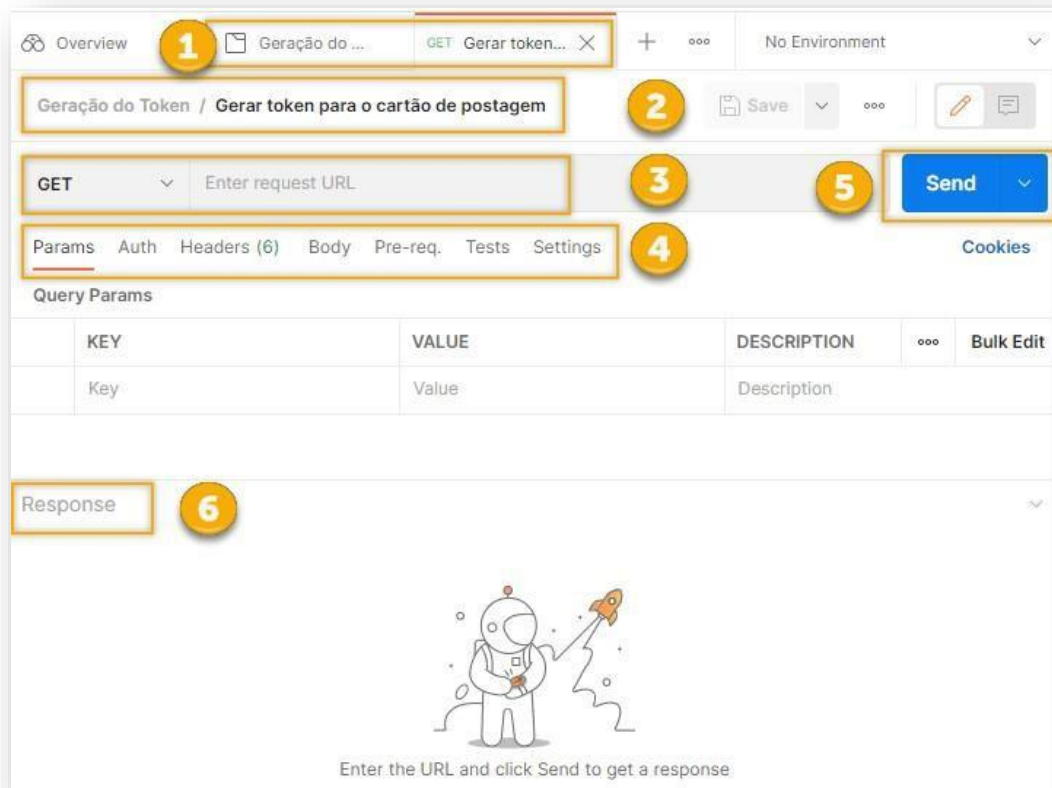 Overview 1 Geração do ... GET Gerar token... No Environment
Geração do Token / Gerar token para o cartão de postagem 2 Save
GET Enter request URL 3 5 Send
Params Auth Headers (6) Body Pre-req. Tests Settings 4 Cookies
Query Params
KEY VALUE DESCRIPTION Bulk Edit
Key Value Description
Response 6
Enter the URL and click Send to get a response